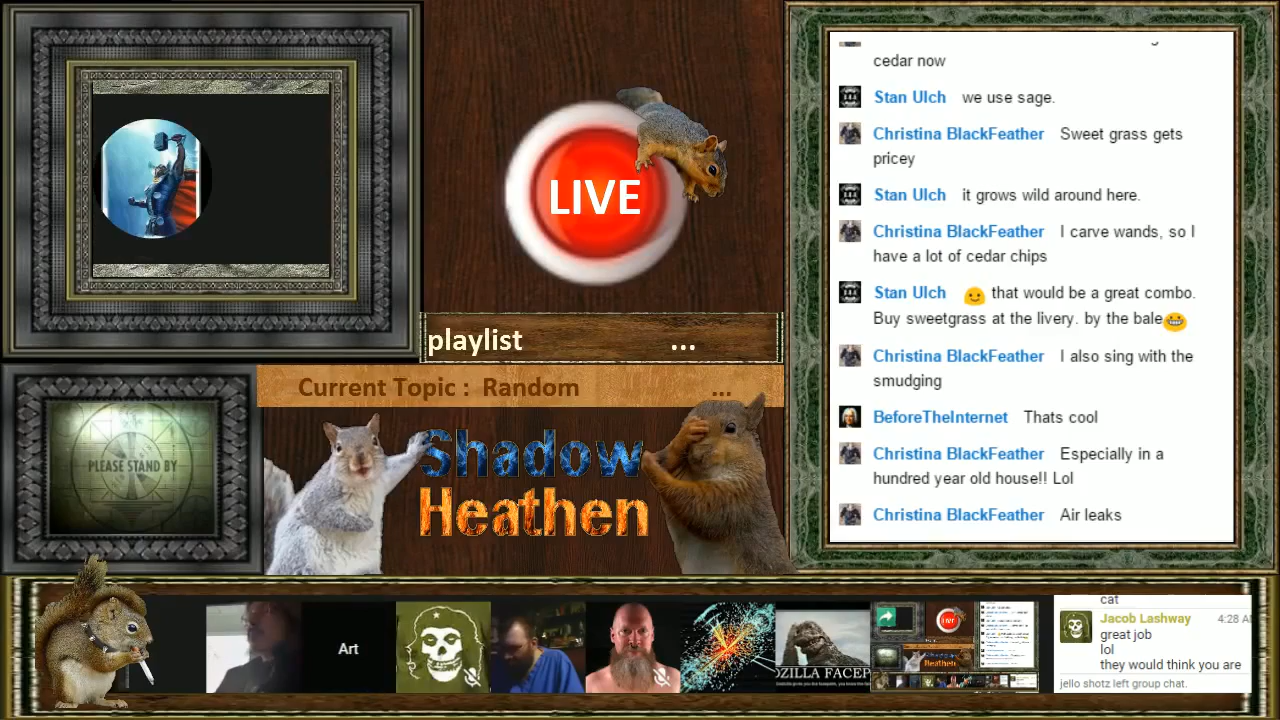 LIVE
playlist ...
Current Topic : Random ...
PLEASE STAND BY
Shadow
Heathen
cedar now
Stan Ulch we use sage.
Christina BlackFeather Sweet grass gets
pricey
Stan Ulch it grows wild around here.
Christina BlackFeather I carve wands, so I
have a lot of cedar chips
Stan Ulch 🙂 that would be a great combo.
Buy sweetgrass at the livery. by the bale😬
Christina BlackFeather I also sing with the
smudging
BeforeTheInternet Thats cool
Christina BlackFeather Especially in a
hundred year old house!! Lol
Christina BlackFeather Air leaks
Art
DZILLA FACEP
LIVE
Heathen
cat
Jacob Lashway 4:28 A
great job
lol
they would think you are
jello shotz left group chat.